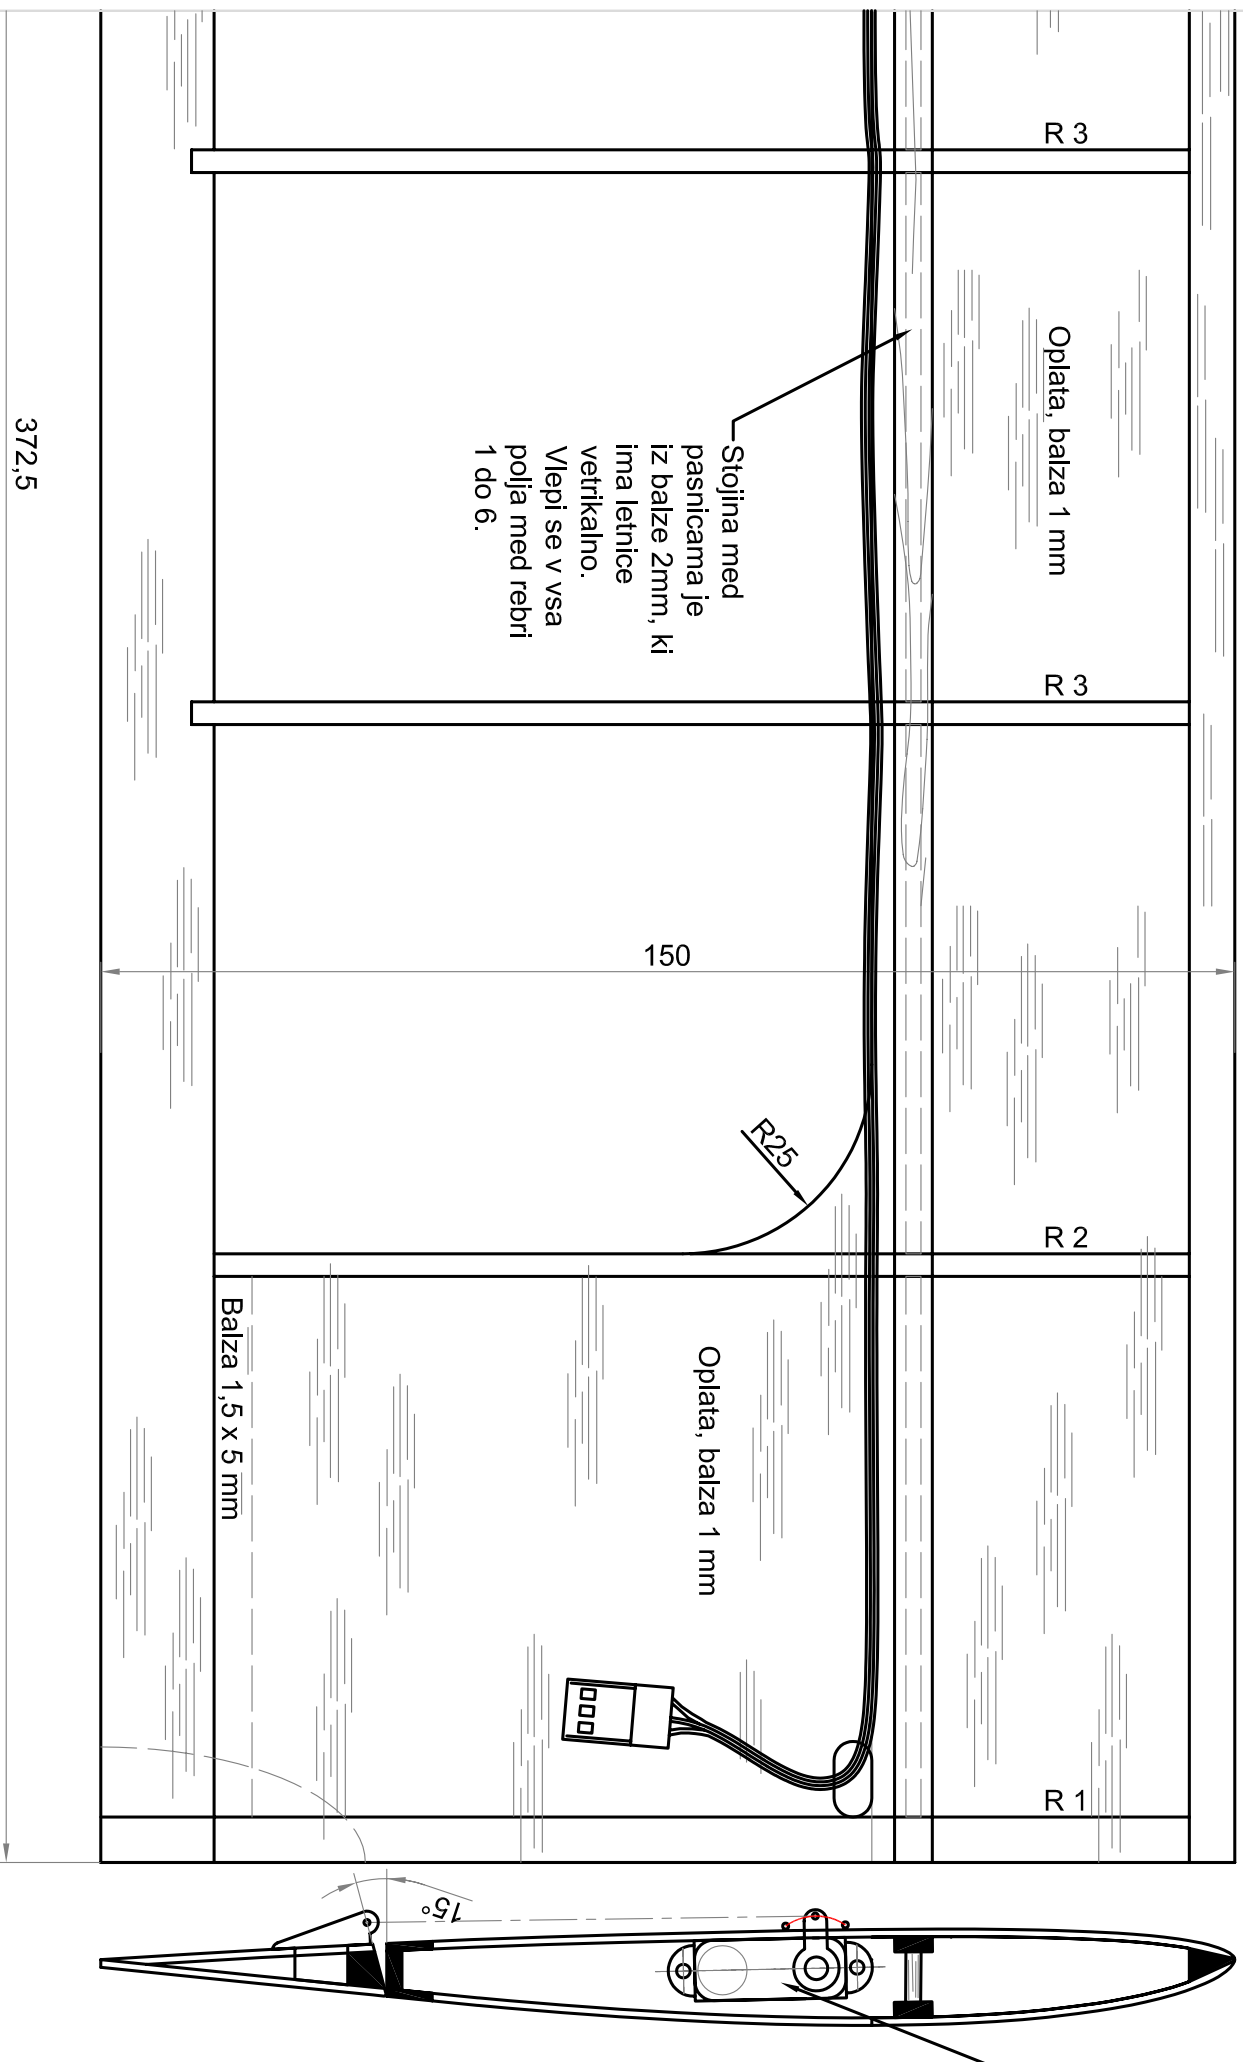 R 3
Oplata, balza 1 mm
372,5
Stojina med
pasnicama je
iz balze 2mm, ki
ima letnice
vetrikalno.
Vlepi se v vsa
polja med rebri
1 do 6.
R 3
150
R25
R 2
Balza 1,5 x 5 mm
Oplata, balza 1 mm
R 1
15°